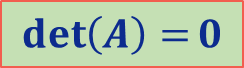 det(A) = 0